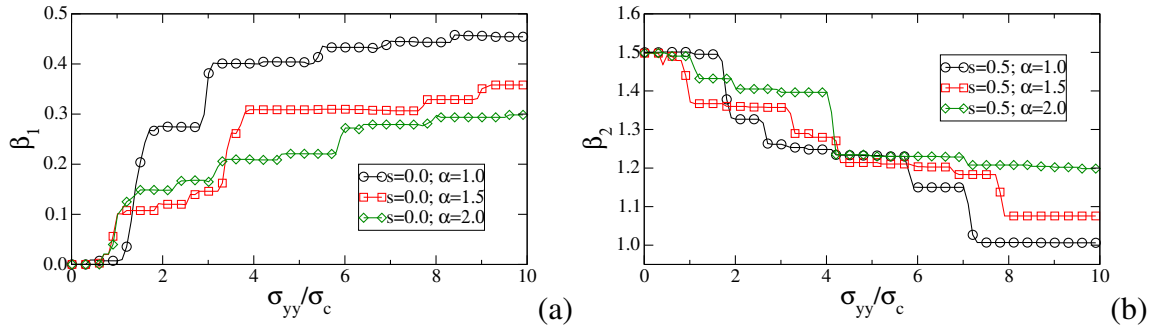 0.5
0.4
0.3
0.2
0.1
0.0
β₁
0 2 4 6 8 10
σyy/σc
s=0.0; α=1.0
s=0.0; α=1.5
s=0.0; α=2.0
(a)
1.6
1.5
1.4
1.3
1.2
1.1
1.0
β₂
0 2 4 6 8 10
σyy/σc
s=0.5; α=1.0
s=0.5; α=1.5
s=0.5; α=2.0
(b)